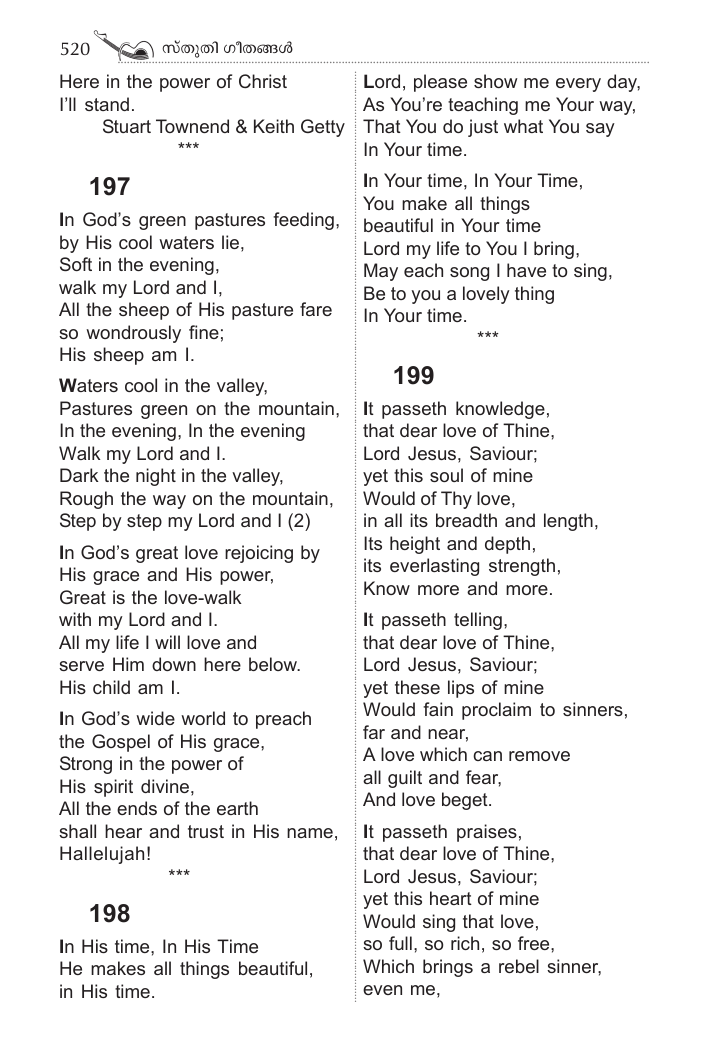 520 സ്തുതി ഗീതങ്ങൾ
Here in the power of Christ
I’ll stand.
Stuart Townend & Keith Getty
***
197
In God’s green pastures feeding,
by His cool waters lie,
Soft in the evening,
walk my Lord and I,
All the sheep of His pasture fare
so wondrously fine;
His sheep am I.
Waters cool in the valley,
Pastures green on the mountain,
In the evening, In the evening
Walk my Lord and I.
Dark the night in the valley,
Rough the way on the mountain,
Step by step my Lord and I (2)
In God’s great love rejoicing by
His grace and His power,
Great is the love-walk
with my Lord and I.
All my life I will love and
serve Him down here below.
His child am I.
In God’s wide world to preach
the Gospel of His grace,
Strong in the power of
His spirit divine,
All the ends of the earth
shall hear and trust in His name,
Hallelujah!
***
198
In His time, In His Time
He makes all things beautiful,
in His time.
Lord, please show me every day,
As You’re teaching me Your way,
That You do just what You say
In Your time.
In Your time, In Your Time,
You make all things
beautiful in Your time
Lord my life to You I bring,
May each song I have to sing,
Be to you a lovely thing
In Your time.
***
199
It passeth knowledge,
that dear love of Thine,
Lord Jesus, Saviour;
yet this soul of mine
Would of Thy love,
in all its breadth and length,
Its height and depth,
its everlasting strength,
Know more and more.
It passeth telling,
that dear love of Thine,
Lord Jesus, Saviour;
yet these lips of mine
Would fain proclaim to sinners,
far and near,
A love which can remove
all guilt and fear,
And love beget.
It passeth praises,
that dear love of Thine,
Lord Jesus, Saviour;
yet this heart of mine
Would sing that love,
so full, so rich, so free,
Which brings a rebel sinner,
even me,